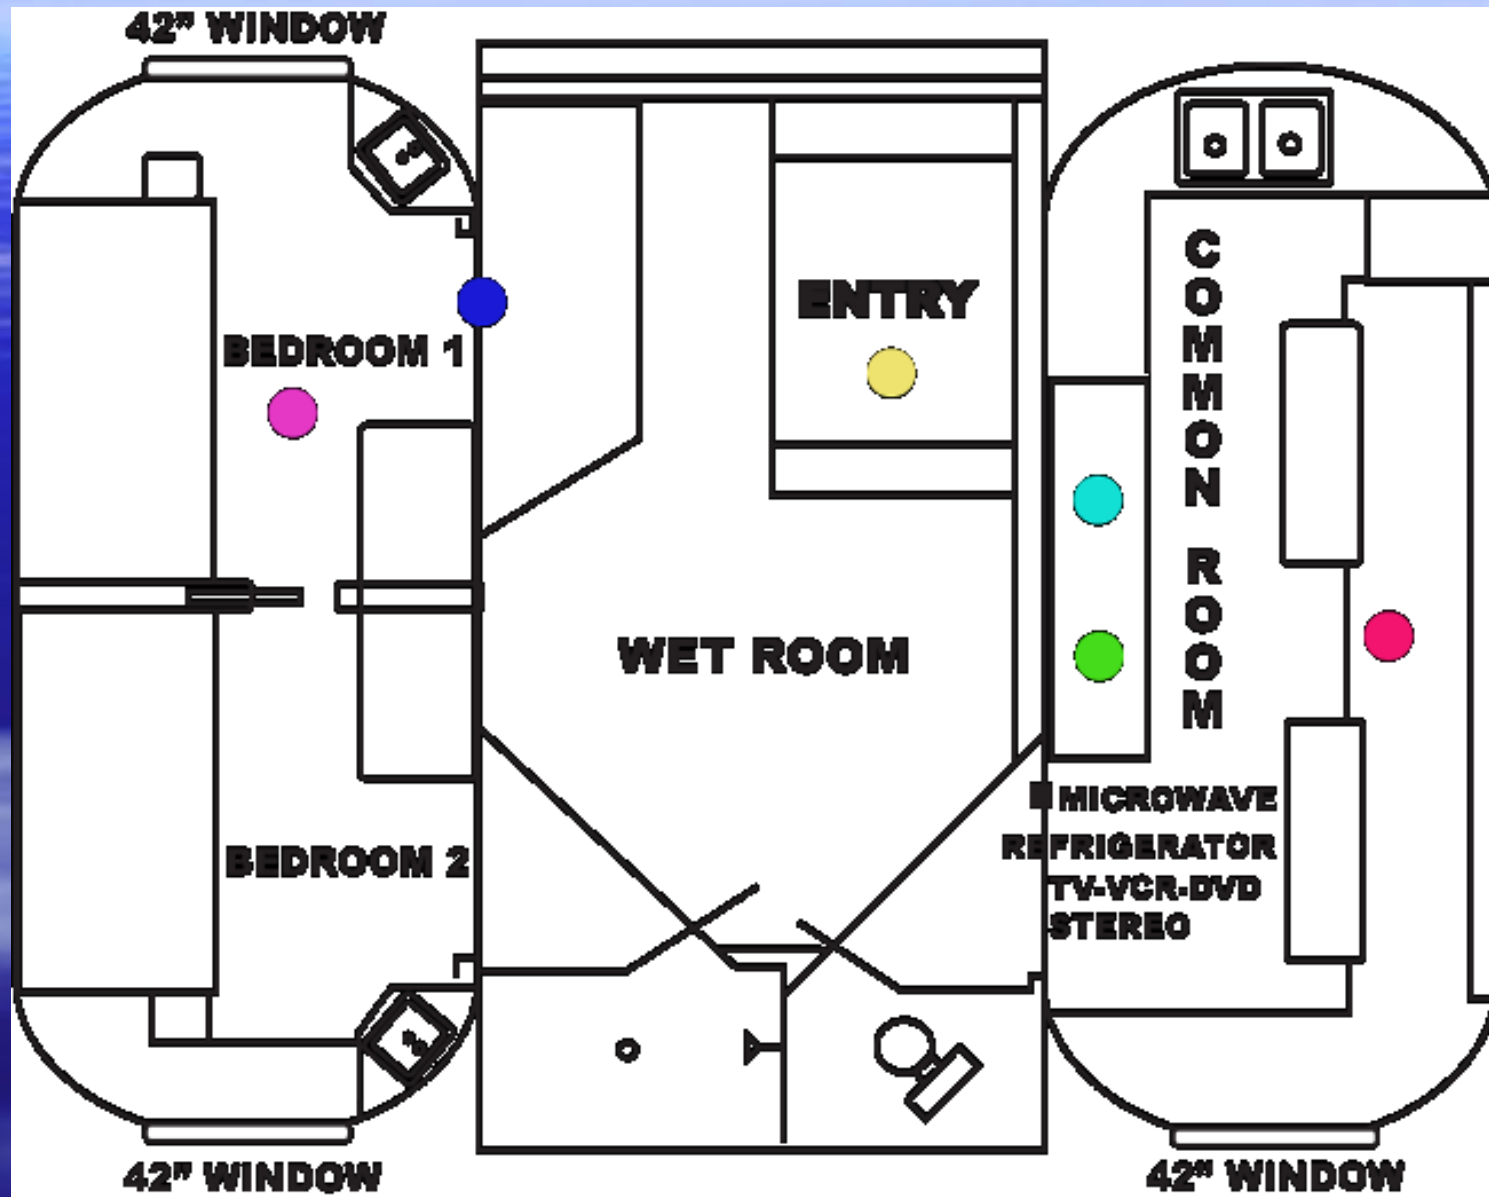 42” WINDOW
BEDROOM 1
ENTRY
COMMON ROOM
WET ROOM
MICROWAVE
REFRIGERATOR
TV-VCR-DVD
STEREO
BEDROOM 2
42” WINDOW
42” WINDOW